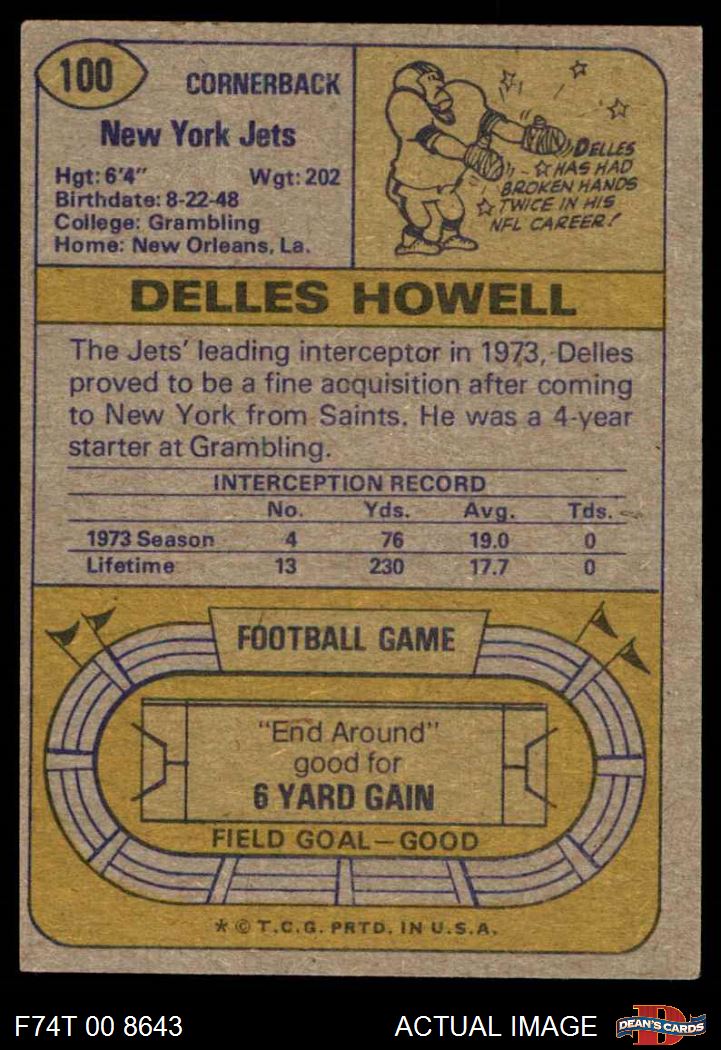 100
CORNERBACK
New York Jets
Hgt: 6'4" Wgt: 202
Birthdate: 8-22-48
College: Grambling
Home: New Orleans, La.
DELLES
HAS HAD
BROKEN HANDS
TWICE IN HIS
NFL CAREER!
DELLES HOWELL
The Jets' leading interceptor in 1973, Delles
proved to be a fine acquisition after coming
to New York from Saints. He was a 4-year
starter at Grambling.
INTERCEPTION RECORD
No. Yds. Avg. Tds.
1973 Season 4 76 19.0 0
Lifetime 13 230 17.7 0
FOOTBALL GAME
"End Around"
good for
6 YARD GAIN
FIELD GOAL—GOOD
* © T.C.G. PRTD. IN U.S.A.
F74T 00 8643 ACTUAL IMAGE
D
DEAN'S CARDS